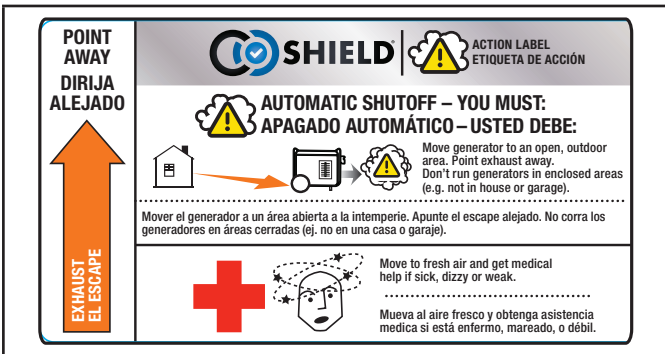 POINT
AWAY
DIRIJA
ALEJADO
EXHAUST
EL ESCAPE
CO SHIELD®
ACTION LABEL
ETIQUETA DE ACCIÓN
AUTOMATIC SHUTOFF – YOU MUST:
APAGADO AUTOMÁTICO – USTED DEBE:
Move generator to an open, outdoor
area. Point exhaust away.
Don't run generators in enclosed areas
(e.g. not in house or garage).
Mover el generador a un área abierta a la intemperie. Apunte el escape alejado. No corra los
generadores en áreas cerradas (ej. no en una casa o garaje).
Move to fresh air and get medical
help if sick, dizzy or weak.
Mueva al aire fresco y obtenga asistencia
medica si está enfermo, mareado, o débil.